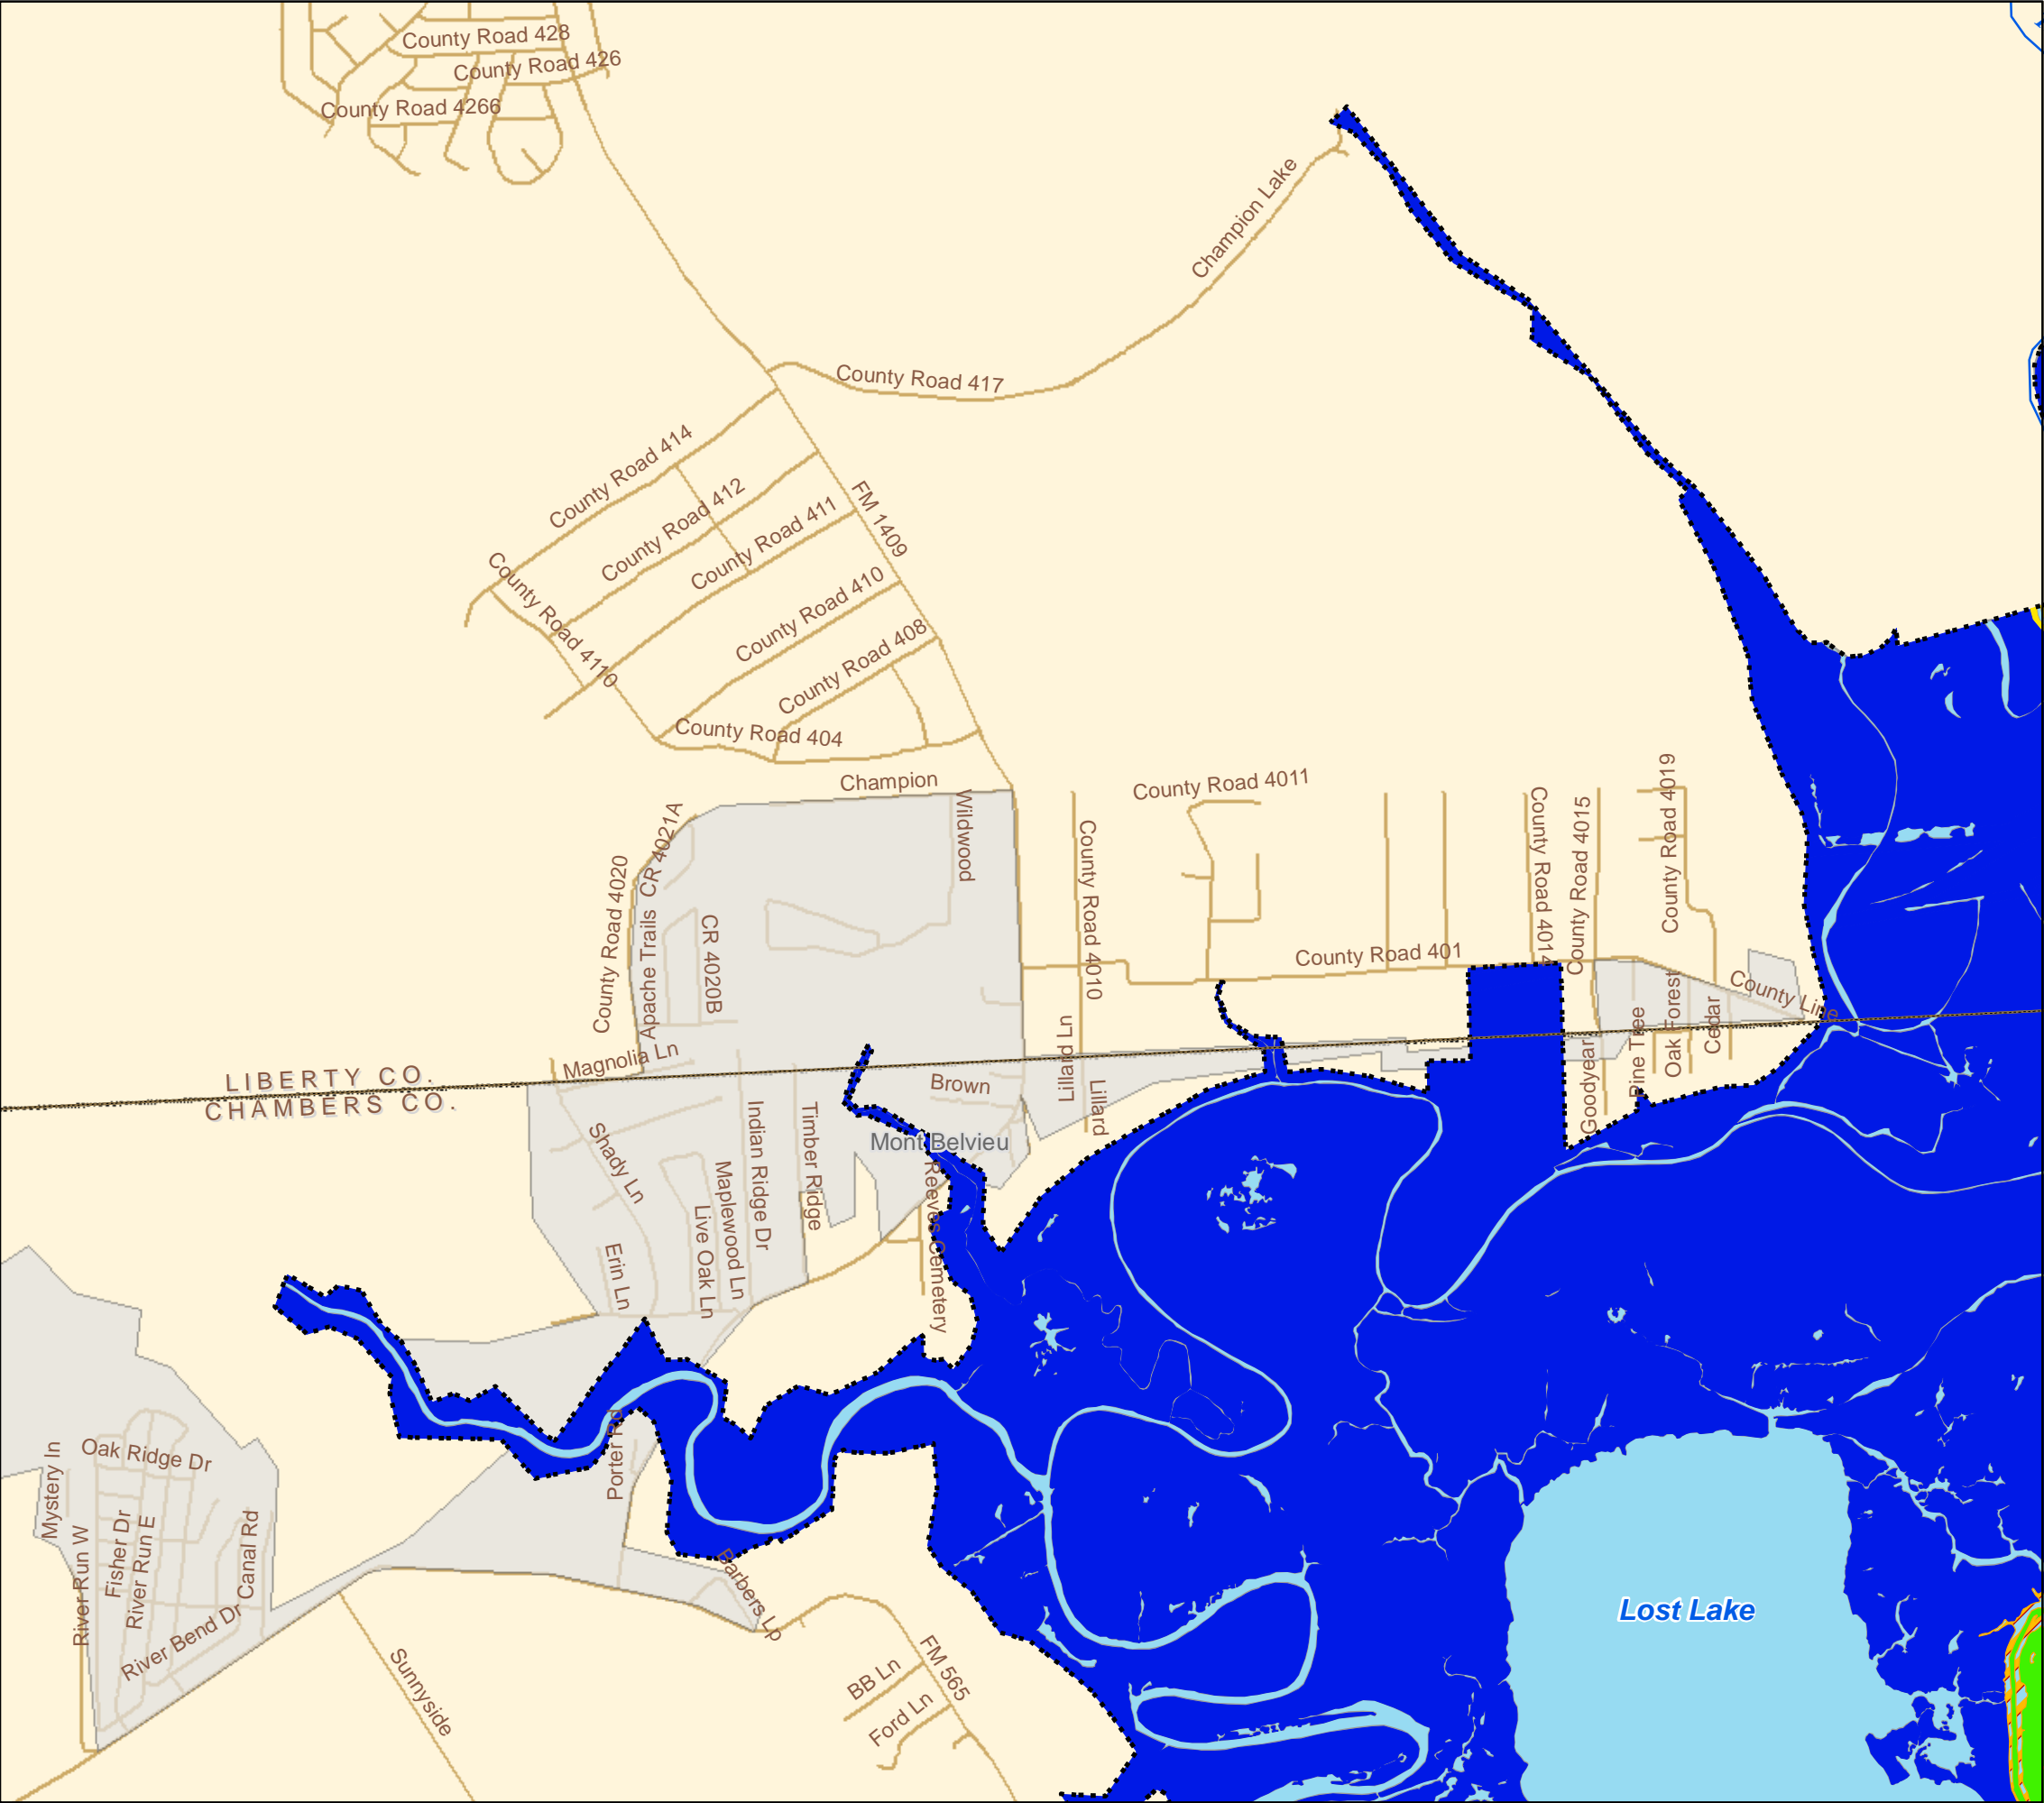 County Road 428
County Road 426
County Road 4266
Champion Lake
County Road 417
County Road 414
County Road 412
County Road 411
FM 1409
County Road 410
County Road 4110
County Road 408
County Road 404
Champion
Wildwood
County Road 4011
County Road 4019
County Road 4014
County Road 4015
CR 4021A
County Road 4020
Apache Trails
CR 4020B
County Road 4010
County Road 401
County Line
Oak Forest
Cedar
Pine Tree
Goodyear
Lillard Ln
Lillard
Magnolia Ln
LIBERTY CO.
CHAMBERS CO.
Brown
Mont Belvieu
Shady Ln
Indian Ridge Dr
Timber Ridge
Maplewood Ln
Live Oak Ln
Erin Ln
Reeves Cemetery
Porter Rd
Oak Ridge Dr
Mystery ln
River Run W
Fisher Dr
River Run E
Canal Rd
River Bend Dr
Barbers Lp
Sunnyside
BB Ln
Ford Ln
FM 565
Lost Lake